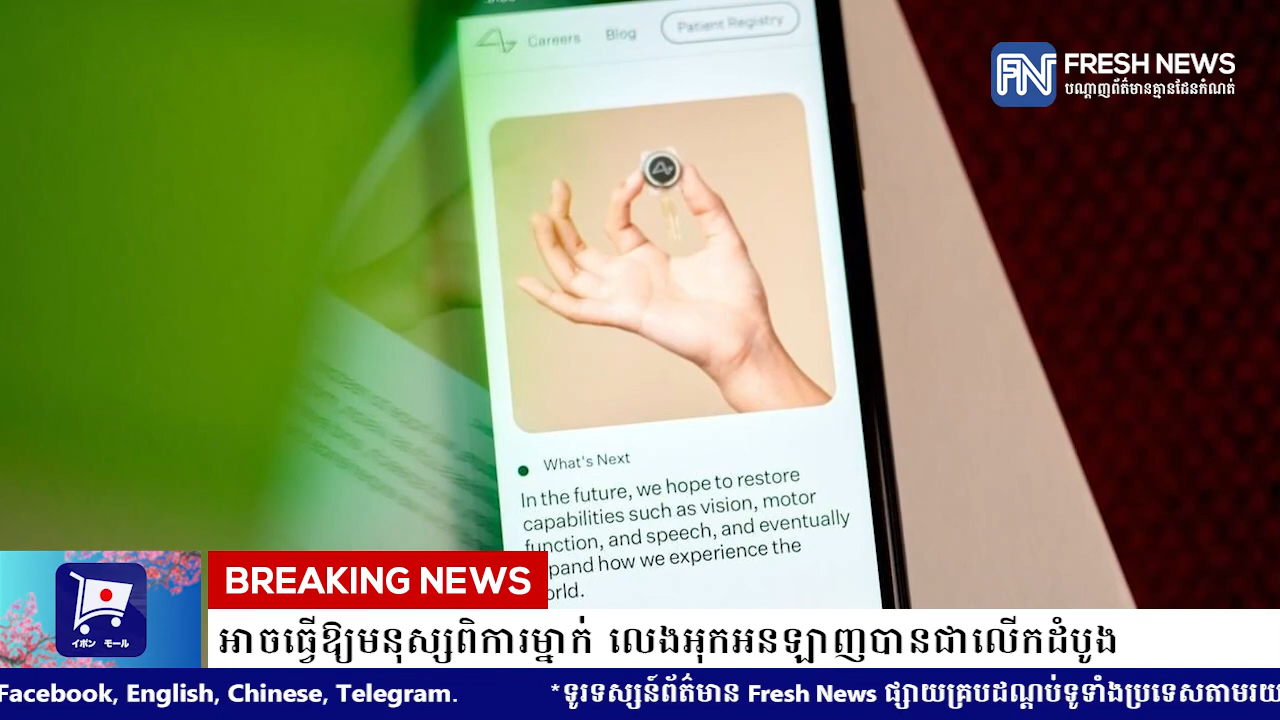 Careers Blog Patient Registry
FRESH NEWS
បណ្តាញព័ត៌មានគ្មានដែនកំណត់
What's Next
In the future, we hope to restore
capabilities such as vision, motor
function, and speech, and eventually
pand how we experience the
orld.
BREAKING NEWS
イポン モール
អាចធ្វើឱ្យមនុស្សពិការម្នាក់ លេងអុកអនឡាញបានជាលើកដំបូង
Facebook, English, Chinese, Telegram. *ទូរទស្សន៍ព័ត៌មាន Fresh News ផ្សាយគ្របដណ្តប់ទូទាំងប្រទេសតាមរយ